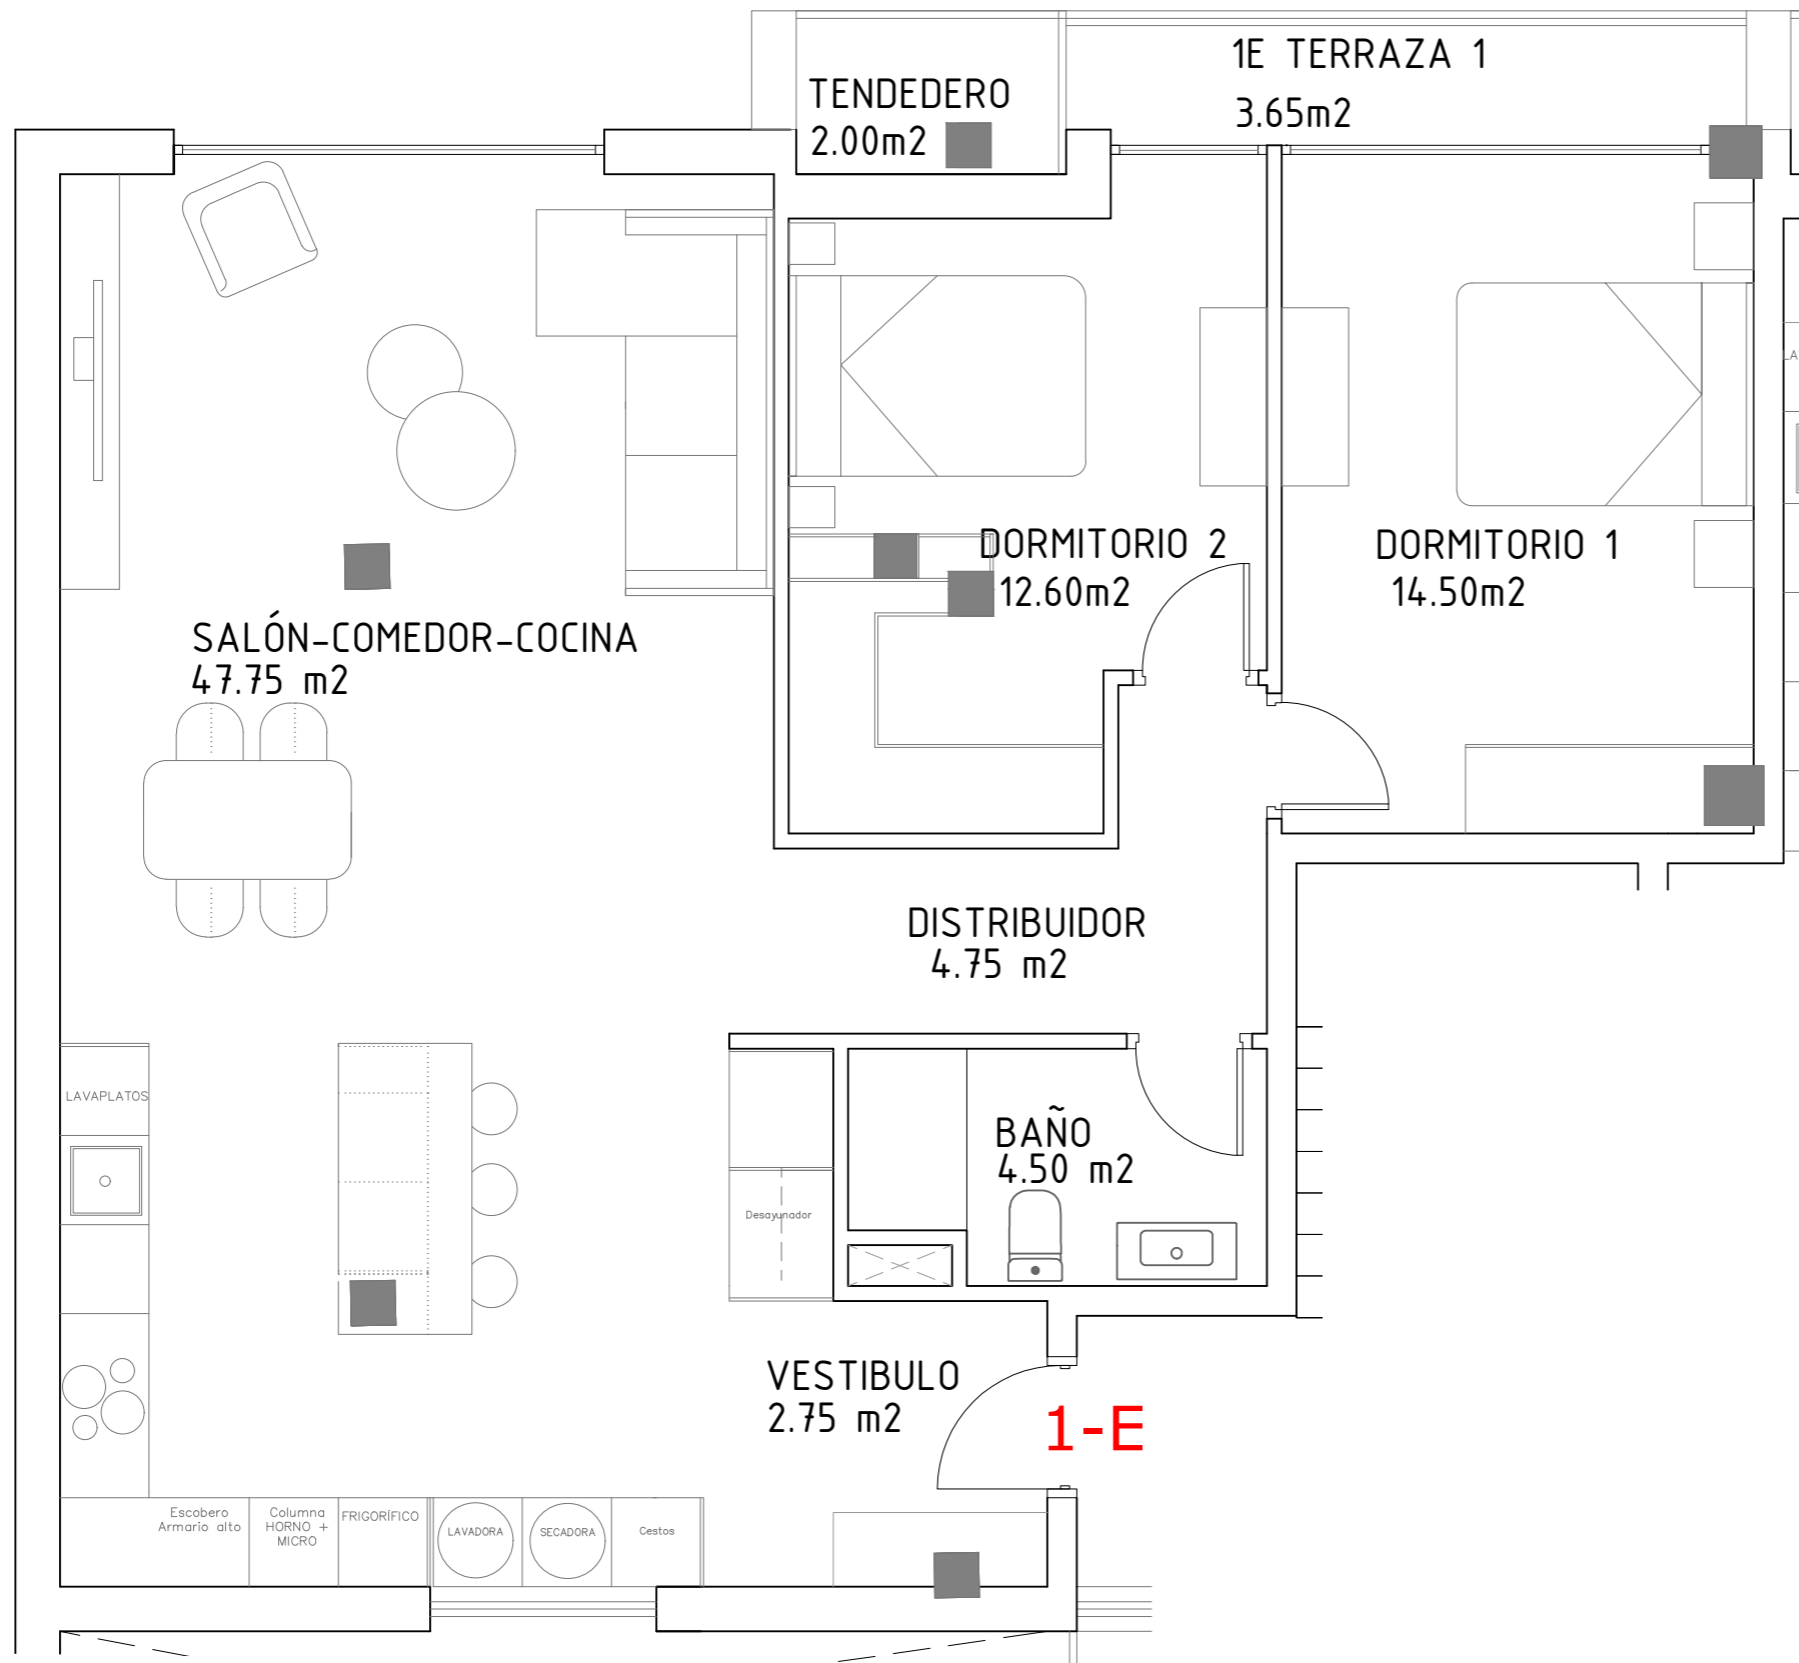 1E TERRAZA 1
3.65m2
TENDEDERO
2.00m2
DORMITORIO 2
12.60m2
DORMITORIO 1
14.50m2
SALÓN-COMEDOR-COCINA
47.75 m2
DISTRIBUIDOR
4.75 m2
LAVAPLATOS
BAÑO
4.50 m2
Desayunador
VESTIBULO
2.75 m2
1-E
Escobero
Armario alto
Columna
HORNO +
MICRO
FRIGORÍFICO
LAVADORA
SECADORA
Cestos